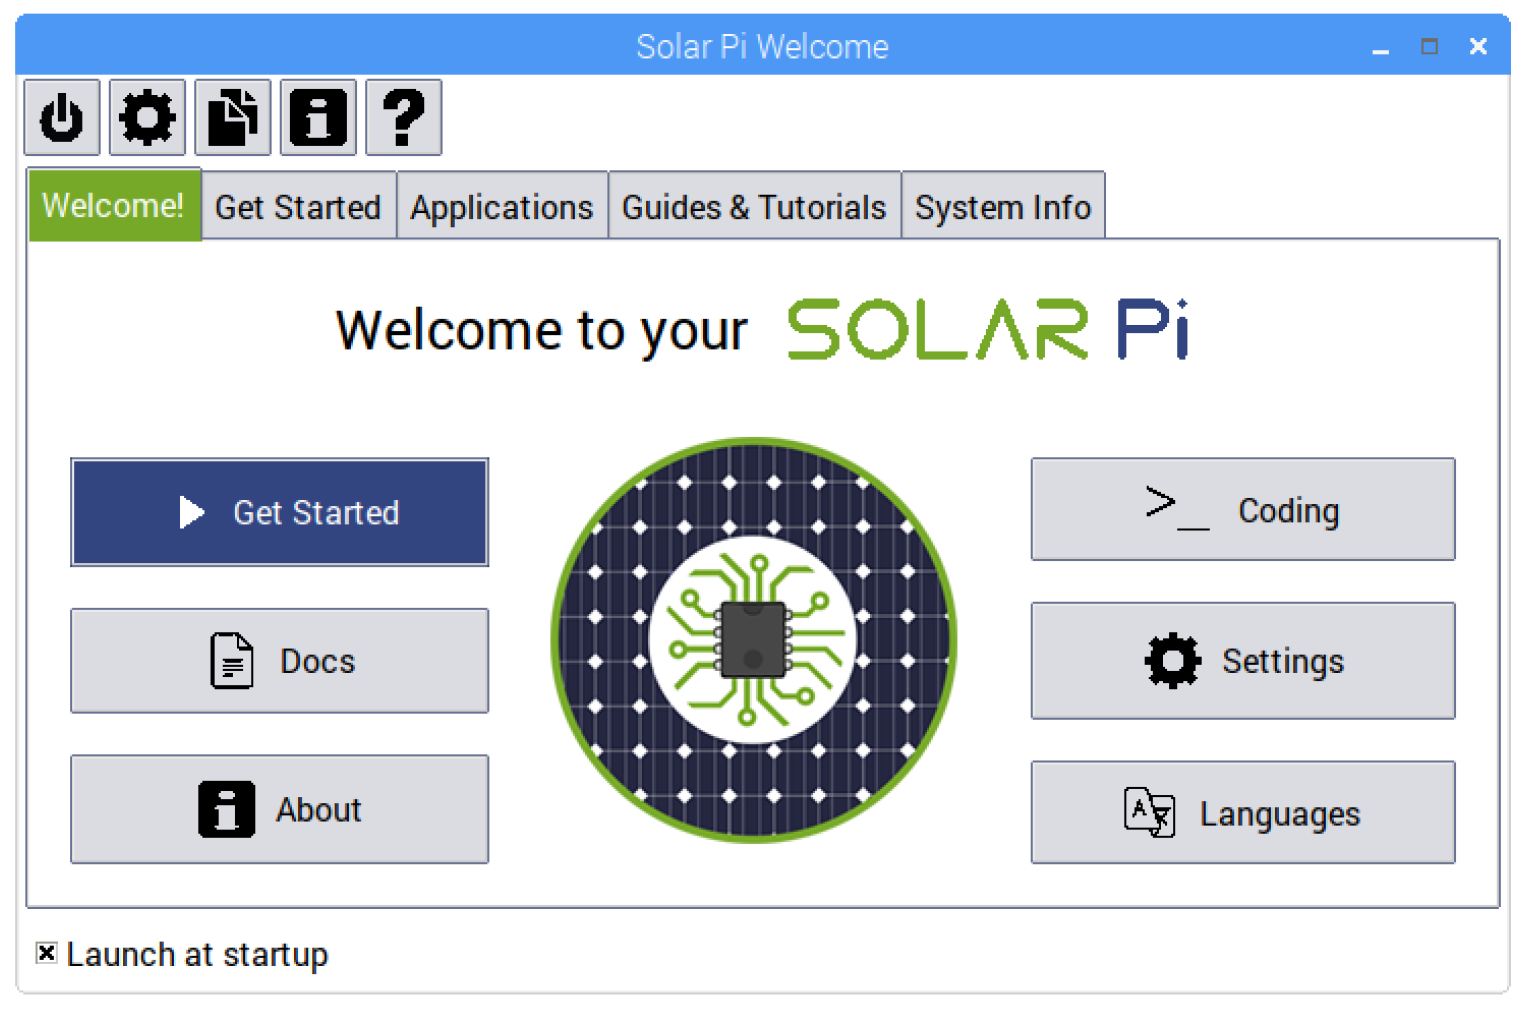 Solar Pi Welcome
Welcome! Get Started Applications Guides & Tutorials System Info
Welcome to your SOLAR Pi
Get Started
Coding
Docs
Settings
About
Languages
Launch at startup